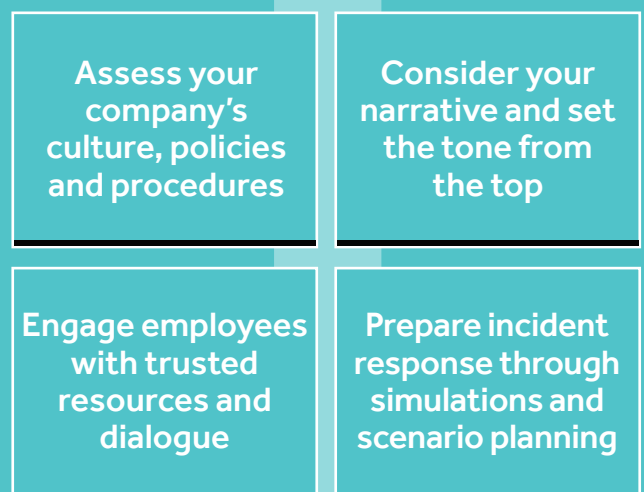 Assess your
company’s
culture, policies
and procedures
Consider your
narrative and set
the tone from
the top
Engage employees
with trusted
resources and
dialogue
Prepare incident
response through
simulations and
scenario planning